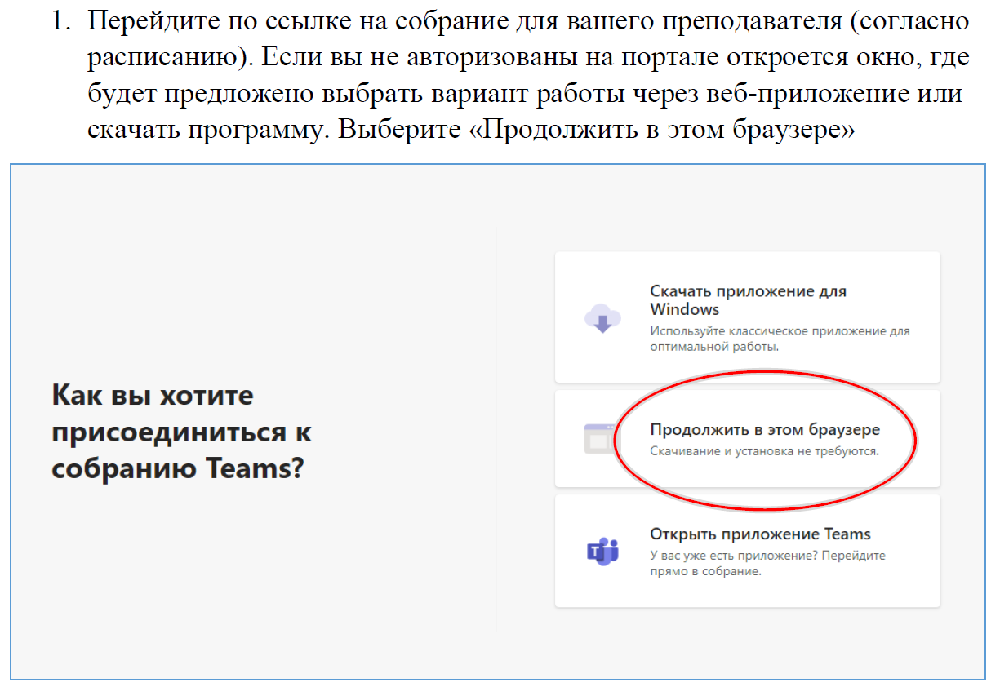 1. Перейдите по ссылке на собрание для вашего преподавателя (согласно
расписанию). Если вы не авторизованы на портале откроется окно, где
будет предложено выбрать вариант работы через веб-приложение или
скачать программу. Выберите «Продолжить в этом браузере»
Как вы хотите
присоединиться к
собранию Teams?
Скачать приложение для
Windows
Используйте классическое приложение для
оптимальной работы.
Продолжить в этом браузере
Скачивание и установка не требуются.
Открыть приложение Teams
У вас уже есть приложение? Перейдите
прямо в собрание.